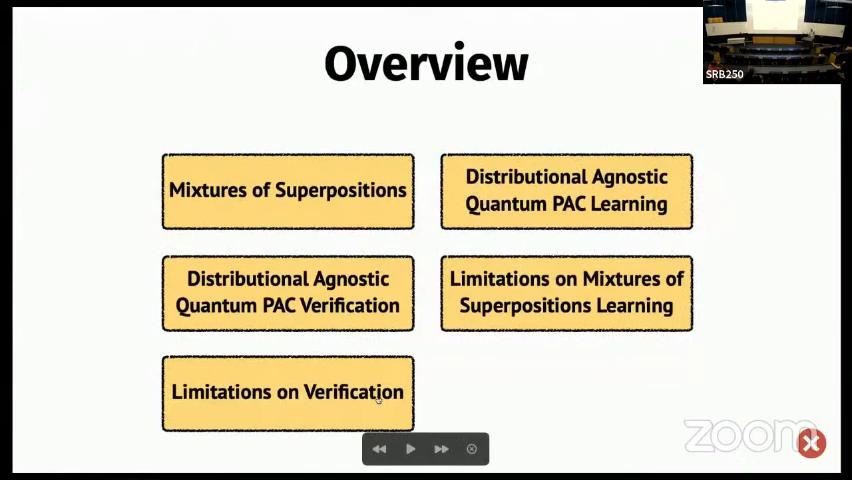 Overview
SRB250
Mixtures of Superpositions
Distributional Agnostic
Quantum PAC Learning
Distributional Agnostic
Quantum PAC Verification
Limitations on Mixtures of
Superpositions Learning
Limitations on Verification
zoom